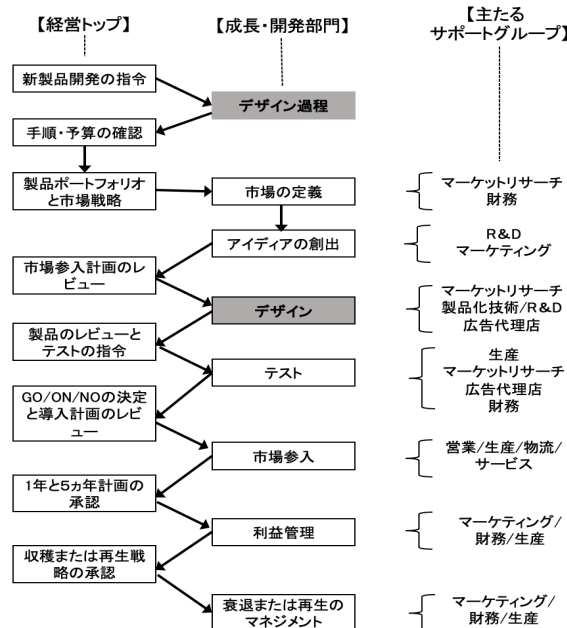 【経営トップ】
【成長・開発部門】
【主たる
サポートグループ】
新製品開発の指令
デザイン過程
手順・予算の確認
製品ポートフォリオ
と市場戦略
市場の定義
マーケットリサーチ
財務
アイディアの創出
R&D
マーケティング
市場参入計画のレ
ビュー
デザイン
マーケットリサーチ
製品化技術/R&D
広告代理店
製品のレビューと
テストの指令
テスト
生産
マーケットリサーチ
広告代理店
財務
GO/ON/NOの決定
と導入計画のレビ
ュー
市場参入
営業/生産/物流/
サービス
1年と5ヵ年計画の
承認
利益管理
マーケティング/
財務/生産
収穫または再生戦
略の承認
衰退または再生の
マネジメント
マーケティング/
財務/生産